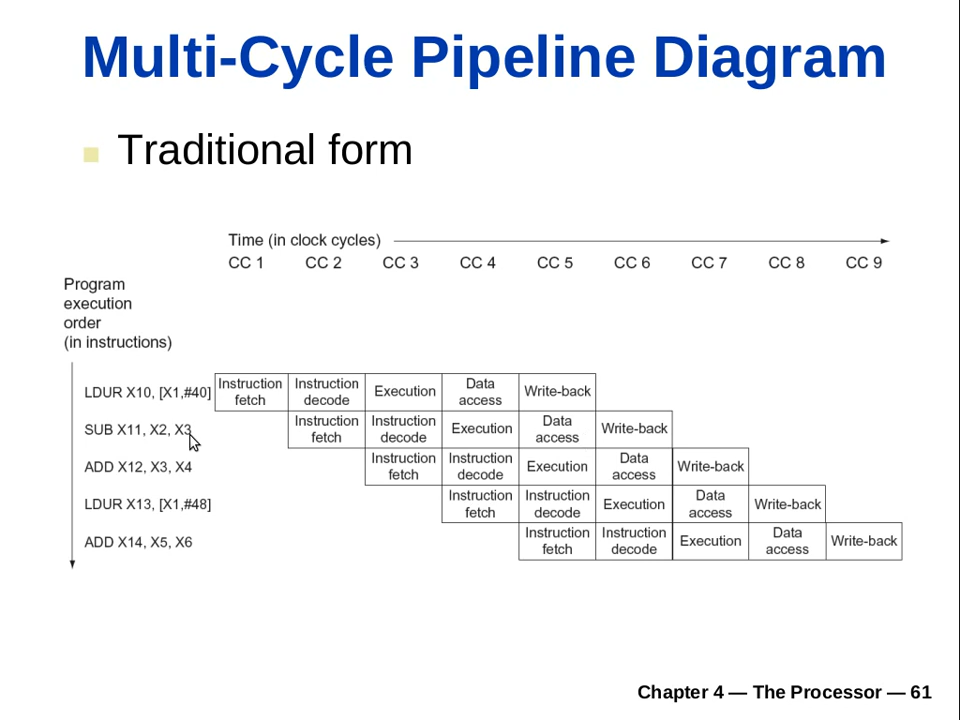 Multi-Cycle Pipeline Diagram
Traditional form
Time (in clock cycles)
CC 1 CC 2 CC 3 CC 4 CC 5 CC 6 CC 7 CC 8 CC 9
Program
execution
order
(in instructions)
LDUR X10, [X1,#40] Instruction fetch Instruction decode Execution Data access Write-back
SUB X11, X2, X3 Instruction fetch Instruction decode Execution Data access Write-back
ADD X12, X3, X4 Instruction fetch Instruction decode Execution Data access Write-back
LDUR X13, [X1,#48] Instruction fetch Instruction decode Execution Data access Write-back
ADD X14, X5, X6 Instruction fetch Instruction decode Execution Data access Write-back
Chapter 4 — The Processor — 61